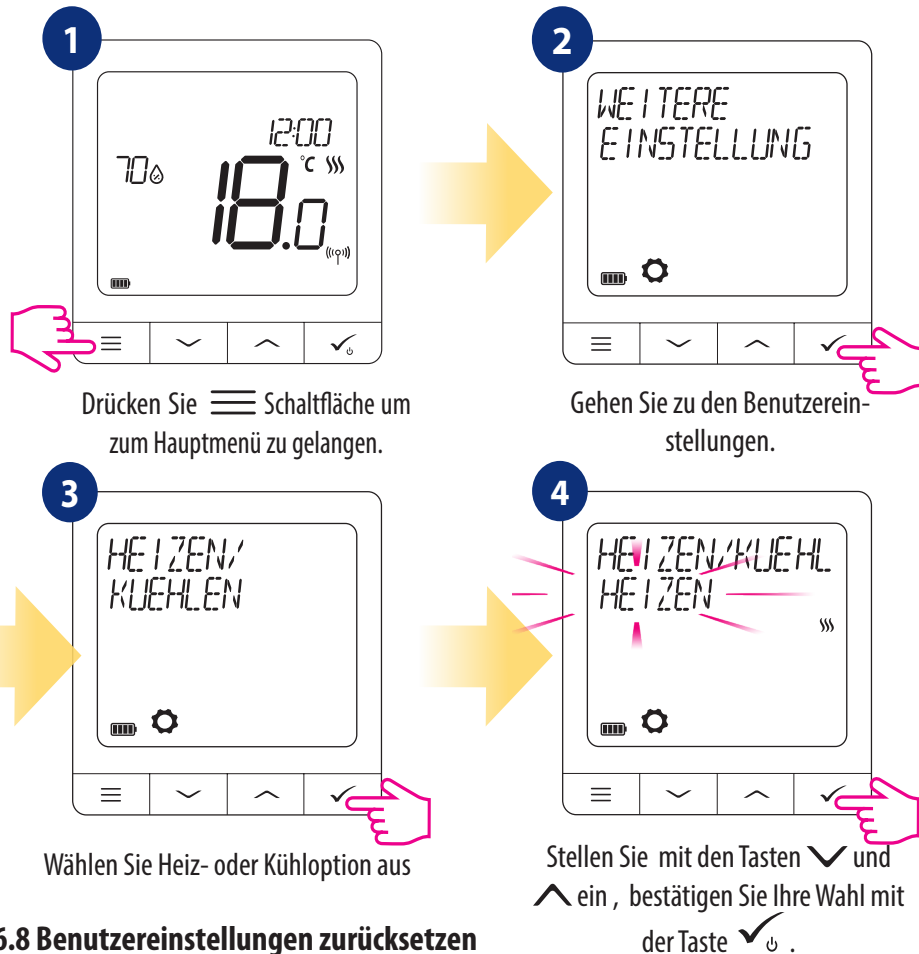 1
12:00
70
°C
18.0
Drücken Sie Schaltfläche um
zum Hauptmenü zu gelangen.
2
WEITERE
EINSTELLUNG
Gehen Sie zu den Benutzerein-
stellungen.
3
HEIZEN/
KUEHLEN
Wählen Sie Heiz- oder Kühloption aus
4
HEIZEN/KUEHL
HEIZEN
Stellen Sie mit den Tasten und
ein , bestätigen Sie Ihre Wahl mit
der Taste .
6.8 Benutzereinstellungen zurücksetzen